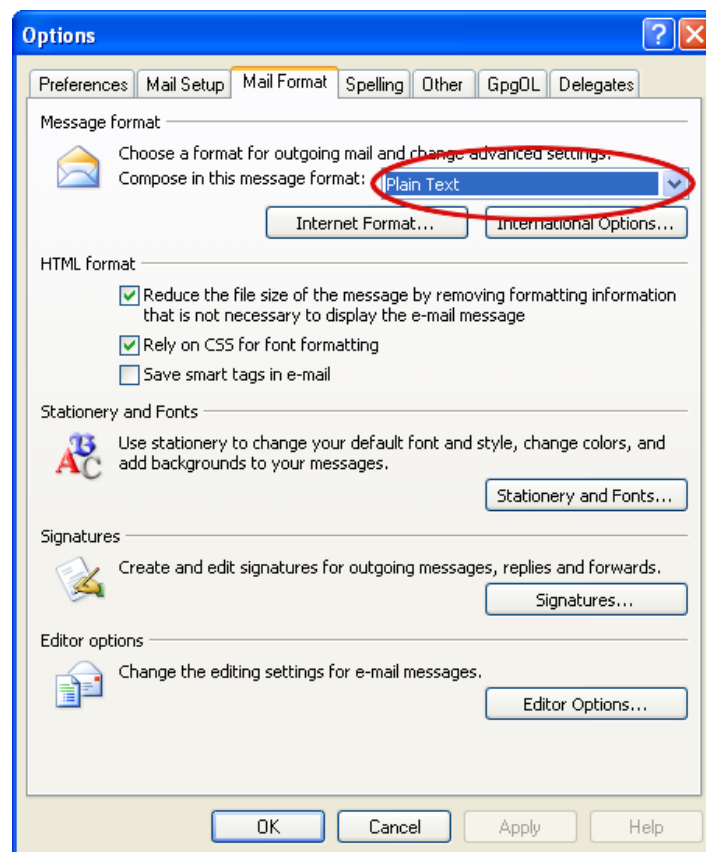 Options
Preferences Mail Setup Mail Format Spelling Other GpgOL Delegates
Message format
Choose a format for outgoing mail and change advanced settings.
Compose in this message format: Plain Text
Internet Format... International Options...
HTML format
Reduce the file size of the message by removing formatting information
that is not necessary to display the e-mail message
Rely on CSS for font formatting
Save smart tags in e-mail
Stationery and Fonts
Use stationery to change your default font and style, change colors, and
add backgrounds to your messages.
Stationery and Fonts...
Signatures
Create and edit signatures for outgoing messages, replies and forwards.
Signatures...
Editor options
Change the editing settings for e-mail messages.
Editor Options...
OK Cancel Apply Help